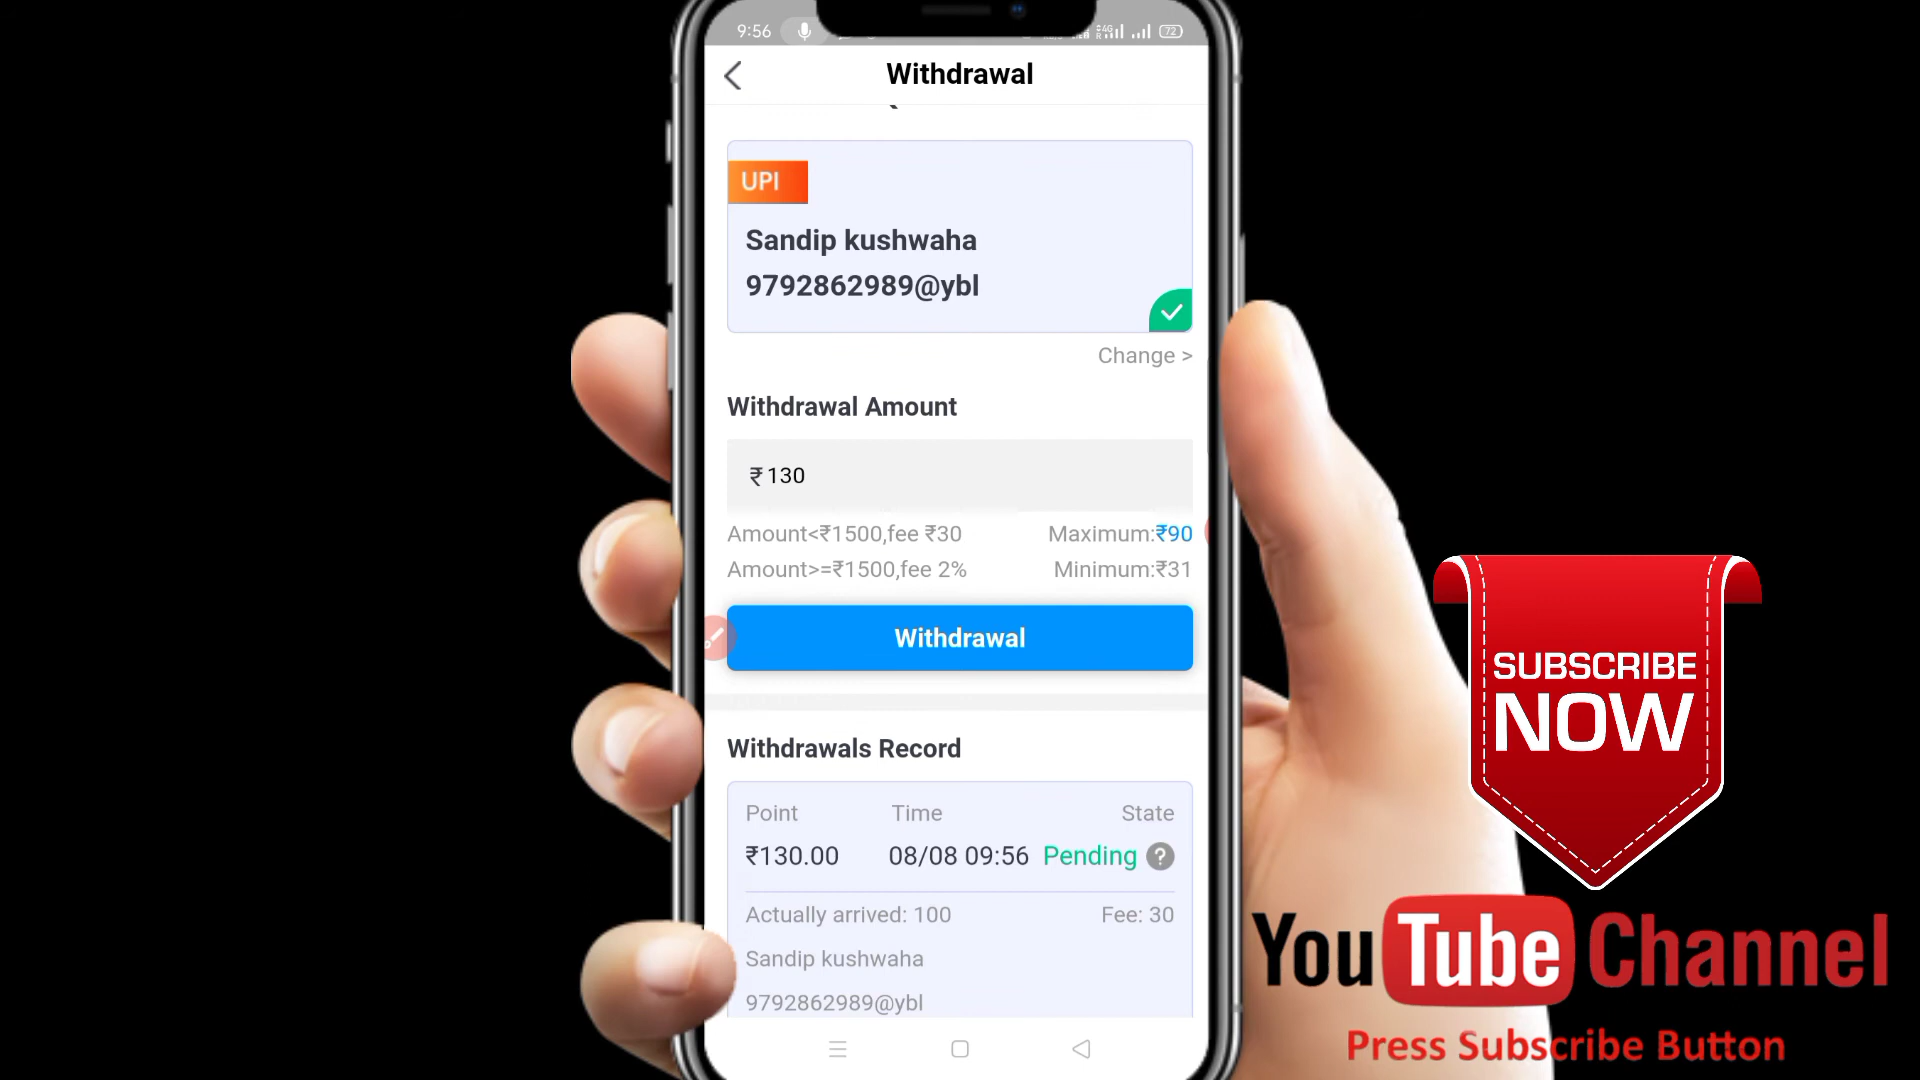 9:56
4G
R
72
Withdrawal
UPI
Sandip kushwaha
9792862989@ybl
Change >
Withdrawal Amount
₹ 130
Amount<₹1500,fee ₹30 Maximum:₹90
Amount>=₹1500,fee 2% Minimum:₹31
Withdrawal
Withdrawals Record
Point Time State
₹130.00 08/08 09:56 Pending ?
Actually arrived: 100 Fee: 30
Sandip kushwaha
9792862989@ybl
SUBSCRIBE
NOW
YouTube Channel
Press Subscribe Button